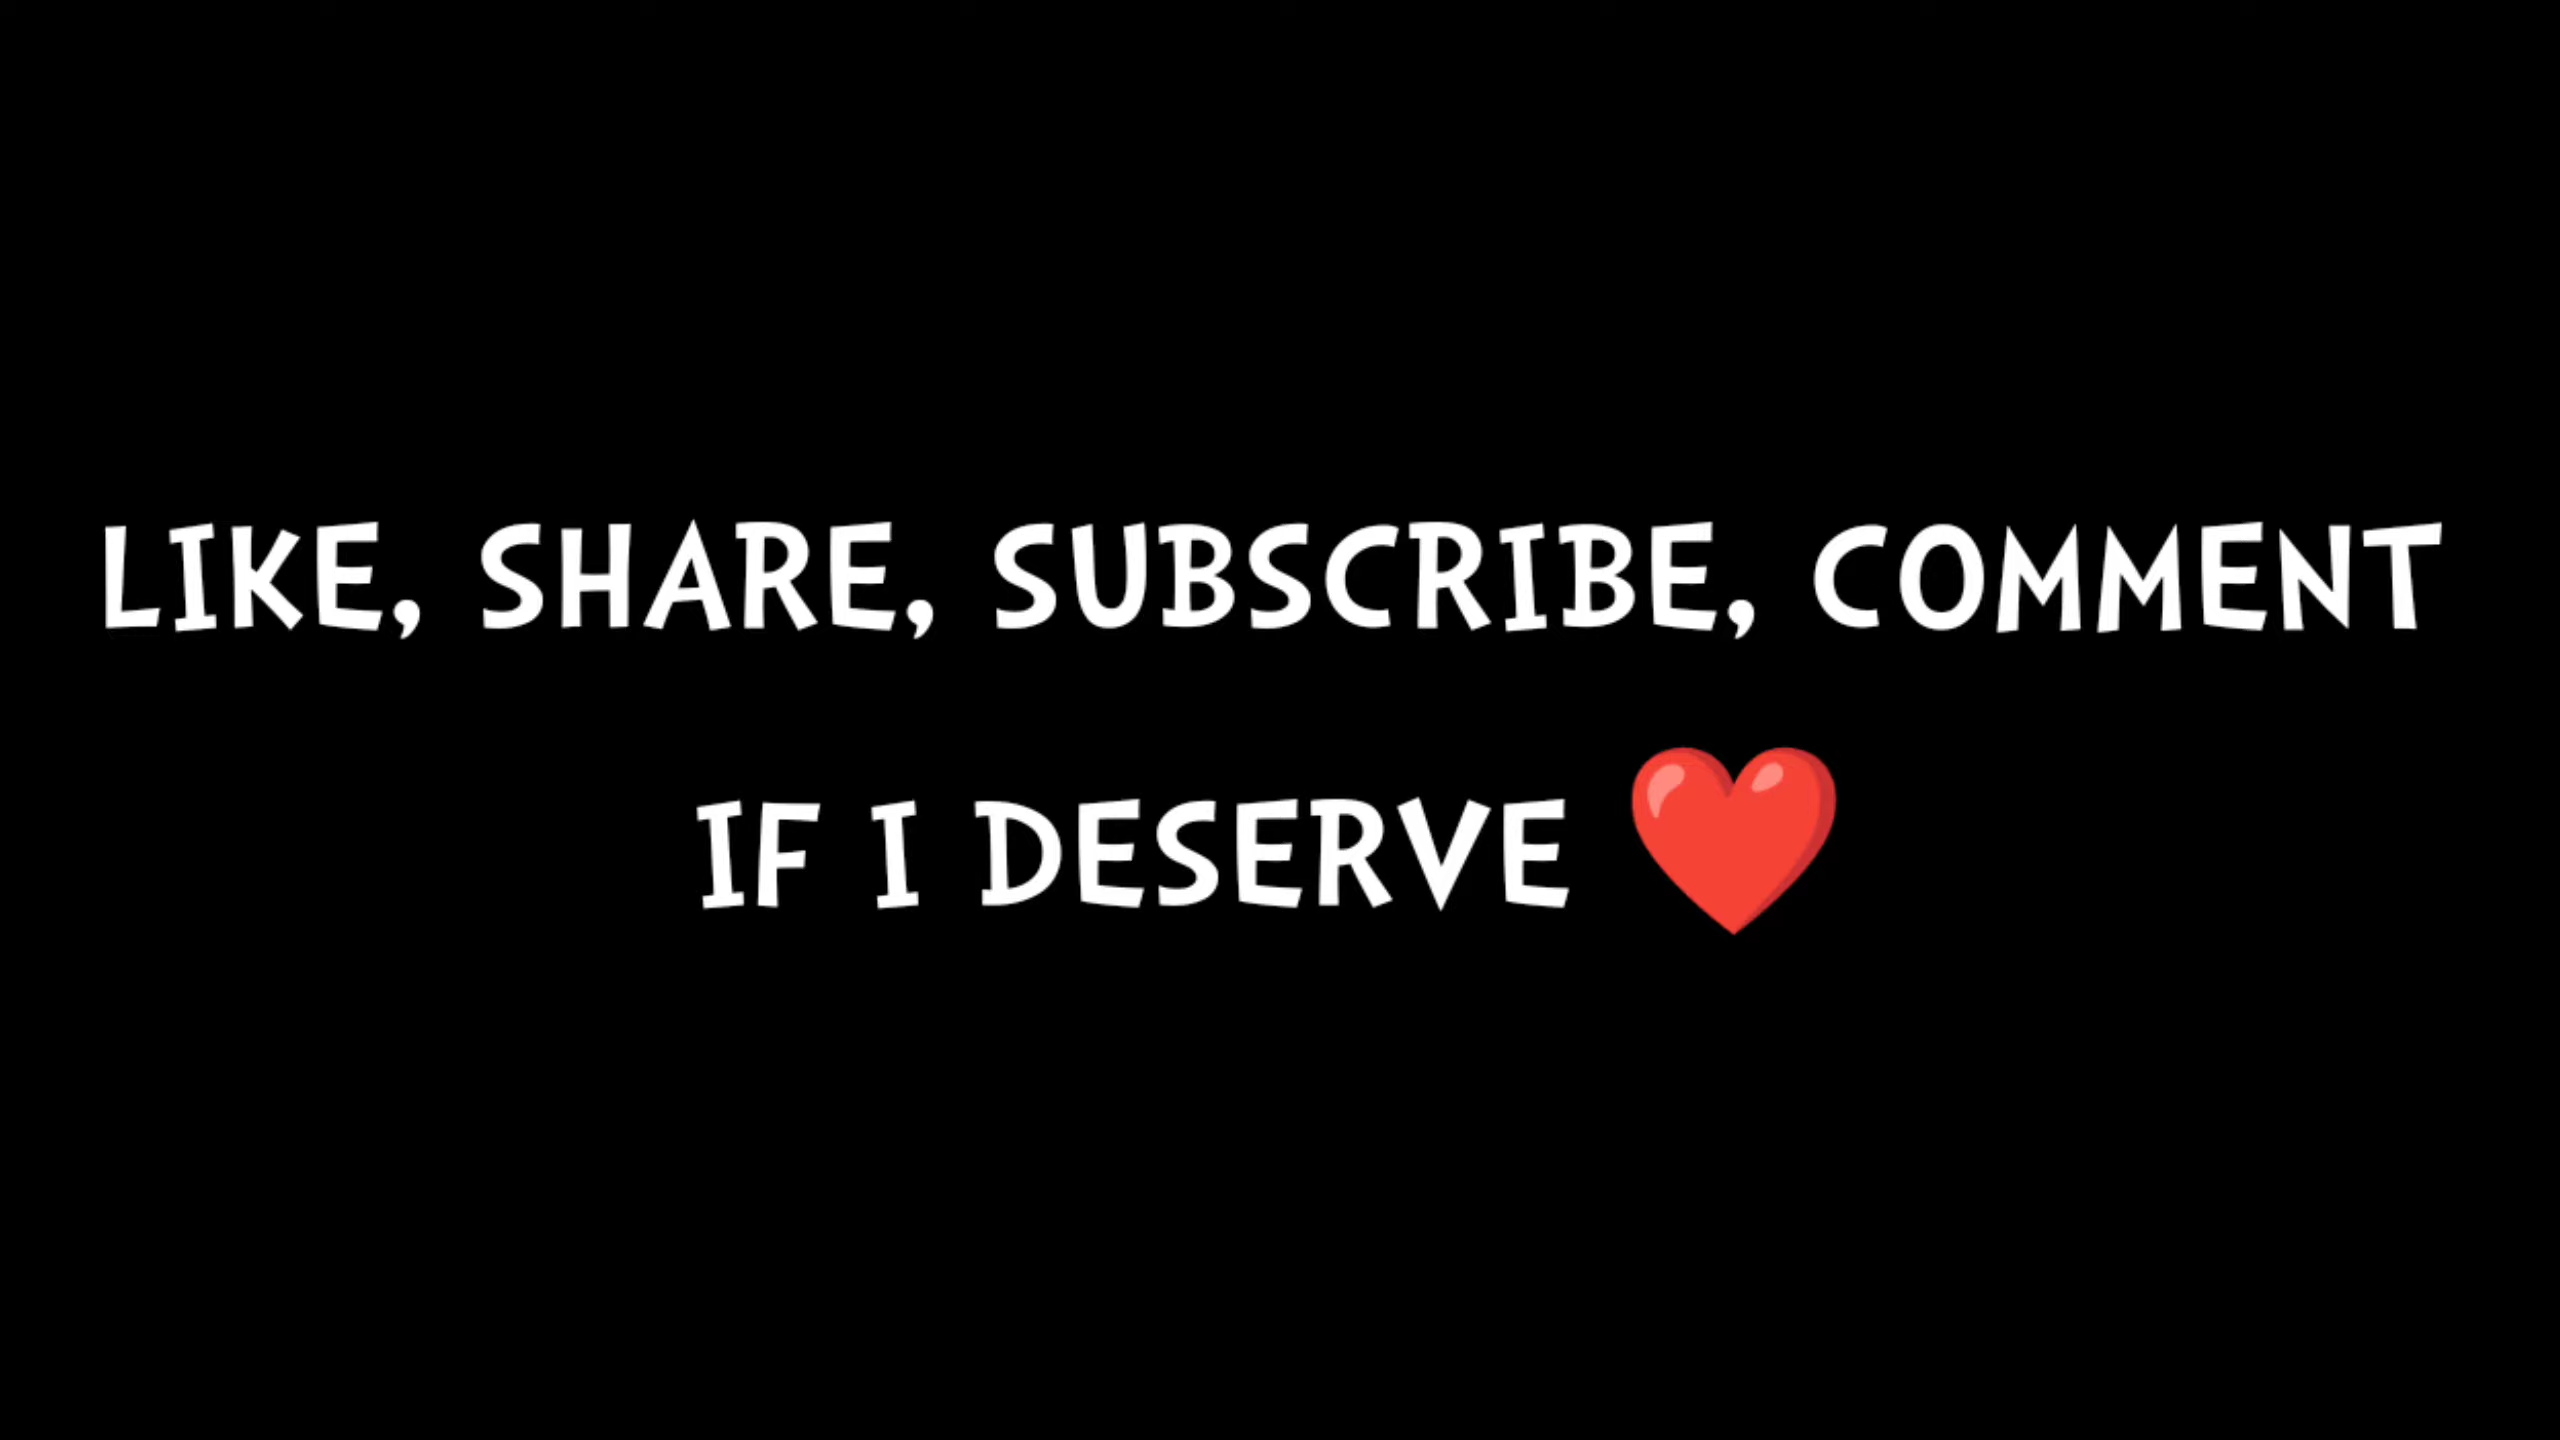 LIKE, SHARE, SUBSCRIBE, COMMENT
IF I DESERVE ❤️